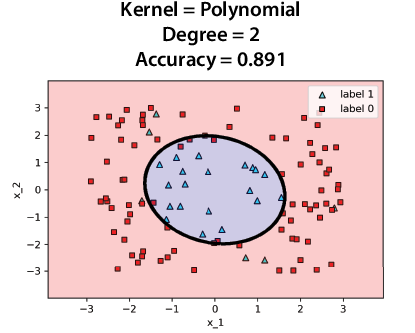 Kernel = Polynomial
Degree = 2
Accuracy = 0.891
label 1
label 0
3
2
1
0
−1
−2
−3
x_2
−3 −2 −1 0 1 2 3
x_1